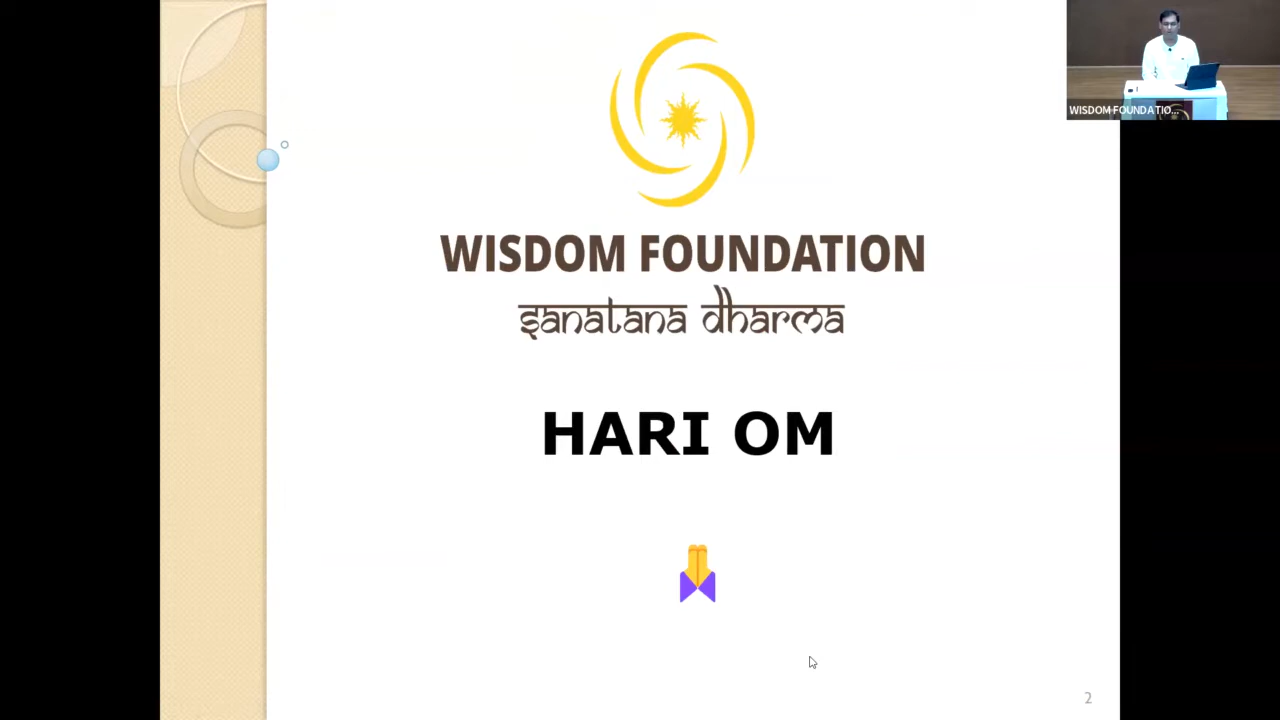 WISDOM FOUNDATION
sanatana dharma
HARI OM
2
WISDOM FOUNDATIO...